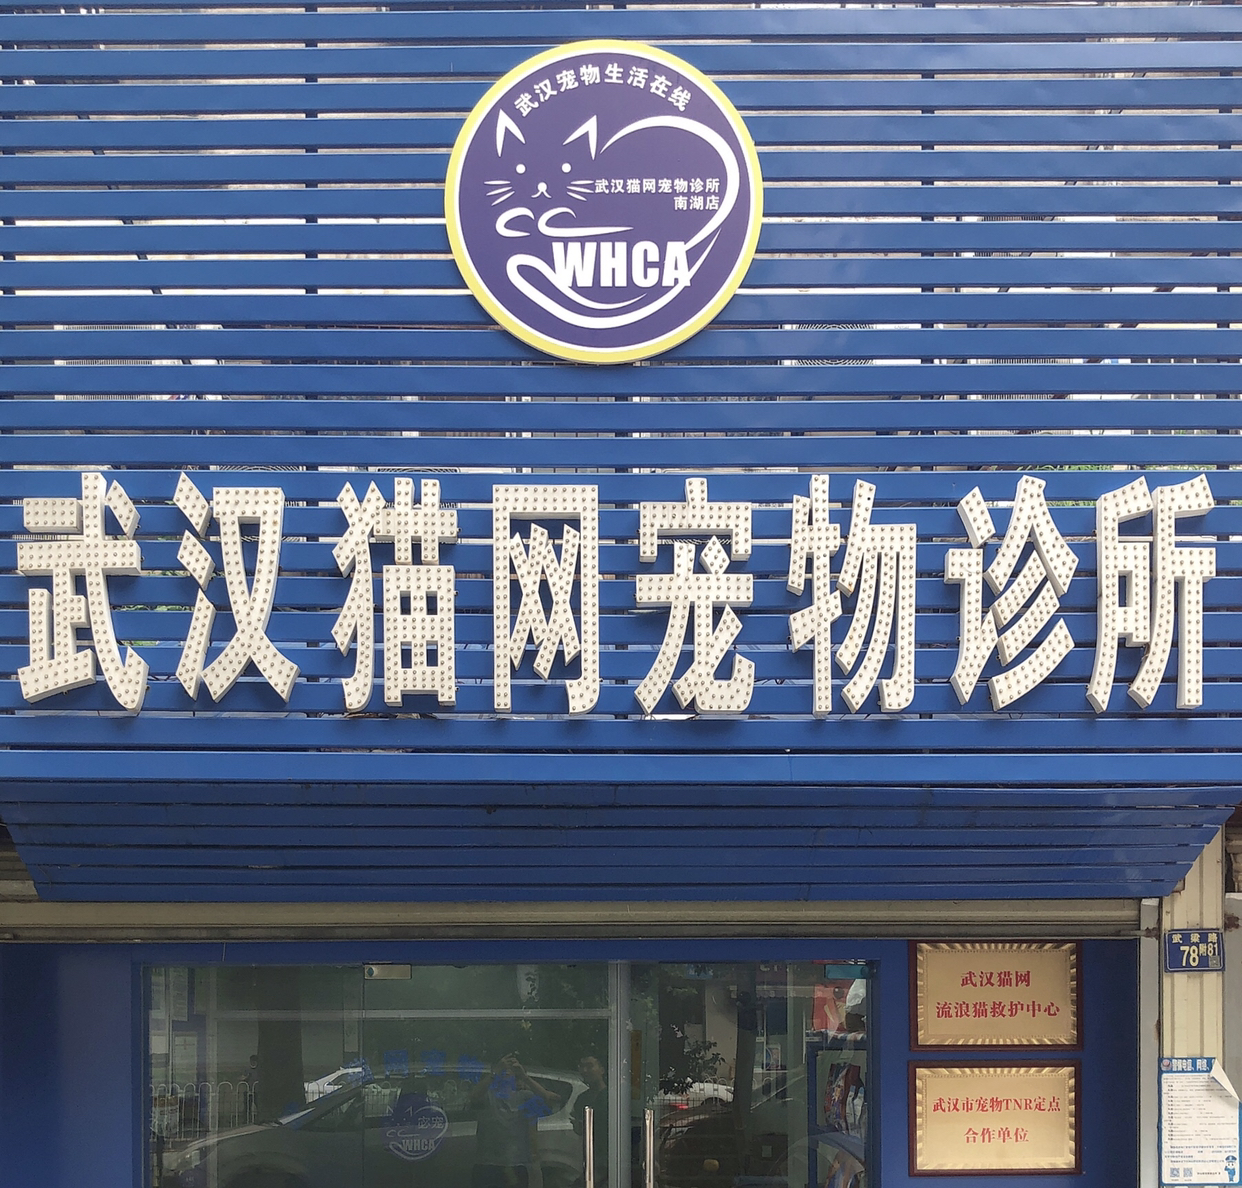 武汉宠物生活在线
武汉猫网宠物诊所
南湖店
WHCA
武汉猫网宠物诊所
武汉猫网
流浪猫救护中心
武汉市宠物TNR定点
合作单位
武梁路
78附81
WHCA